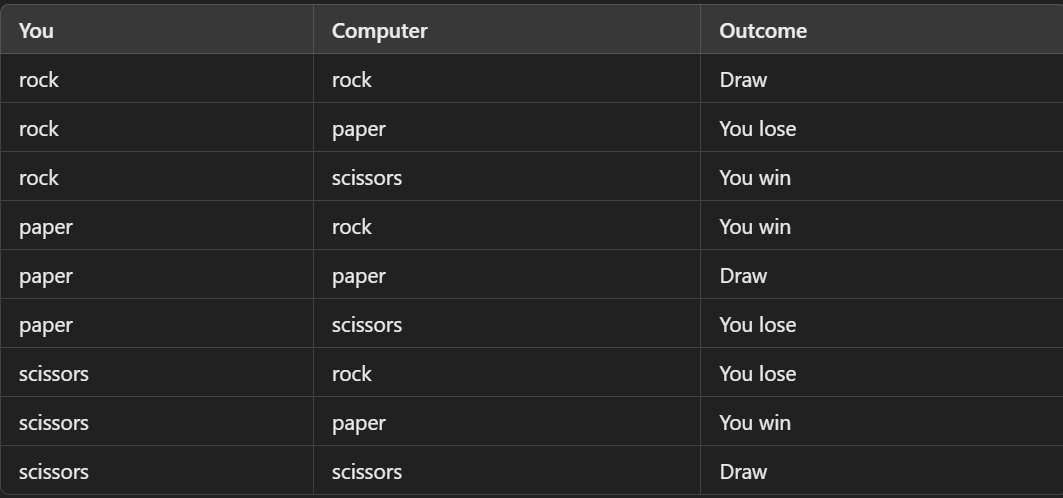 You Computer Outcome
rock rock Draw
rock paper You lose
rock scissors You win
paper rock You win
paper paper Draw
paper scissors You lose
scissors rock You lose
scissors paper You win
scissors scissors Draw